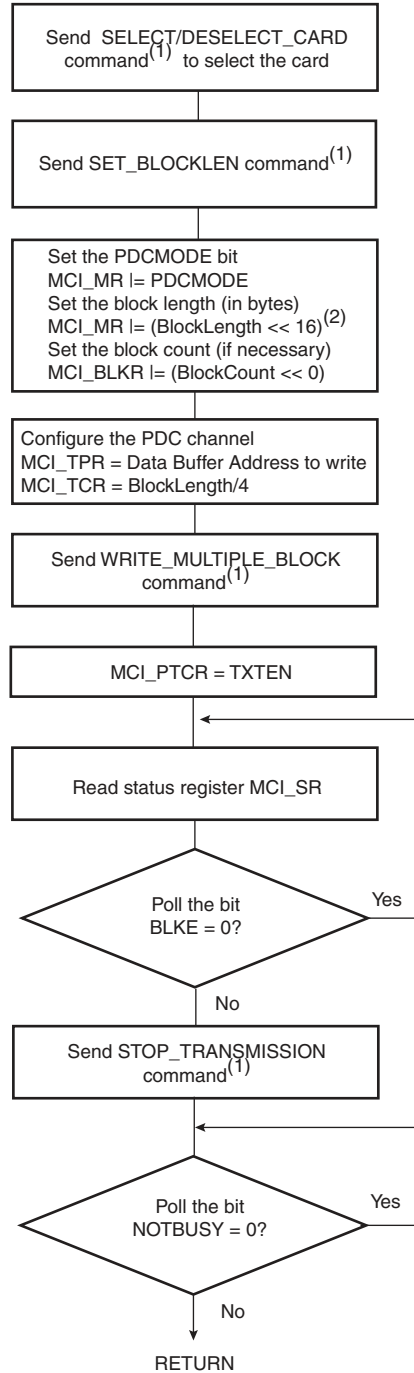 Send SELECT/DESELECT_CARD
command(1) to select the card
Send SET_BLOCKLEN command(1)
Set the PDCMODE bit
MCI_MR |= PDCMODE
Set the block length (in bytes)
MCI_MR |= (BlockLength << 16)(2)
Set the block count (if necessary)
MCI_BLKR |= (BlockCount << 0)
Configure the PDC channel
MCI_TPR = Data Buffer Address to write
MCI_TCR = BlockLength/4
Send WRITE_MULTIPLE_BLOCK
command(1)
MCI_PTCR = TXTEN
Read status register MCI_SR
Poll the bit
BLKE = 0?
Yes
No
Send STOP_TRANSMISSION
command(1)
Poll the bit
NOTBUSY = 0?
Yes
No
RETURN